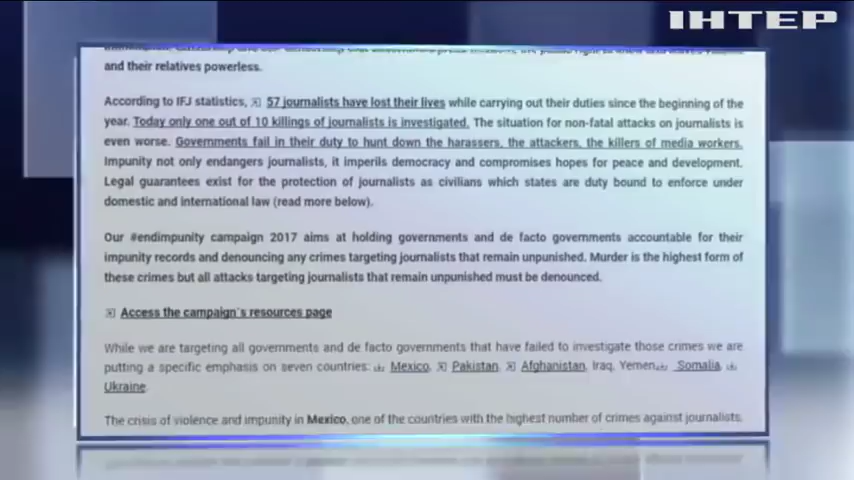 ІНТЕР
and their relatives powerless.
According to IFJ statistics, 57 journalists have lost their lives while carrying out their duties since the beginning of the
year. Today only one out of 10 killings of journalists is investigated. The situation for non-fatal attacks on journalists is
even worse. Governments fail in their duty to hunt down the harassers, the attackers, the killers of media workers.
Impunity not only endangers journalists, it imperils democracy and compromises hopes for peace and development.
Legal guarantees exist for the protection of journalists as civilians which states are duty bound to enforce under
domestic and international law (read more below).
Our #endimpunity campaign 2017 aims at holding governments and de facto governments accountable for their
impunity records and denouncing any crimes targeting journalists that remain unpunished. Murder is the highest form of
these crimes but all attacks targeting journalists that remain unpunished must be denounced.
Access the campaign's resources page
While we are targeting all governments and de facto governments that have failed to investigate those crimes we are
putting a specific emphasis on seven countries: Mexico, Pakistan, Afghanistan, Iraq, Yemen, Somalia,
Ukraine.
The crisis of violence and impunity in Mexico, one of the countries with the highest number of crimes against journalists,